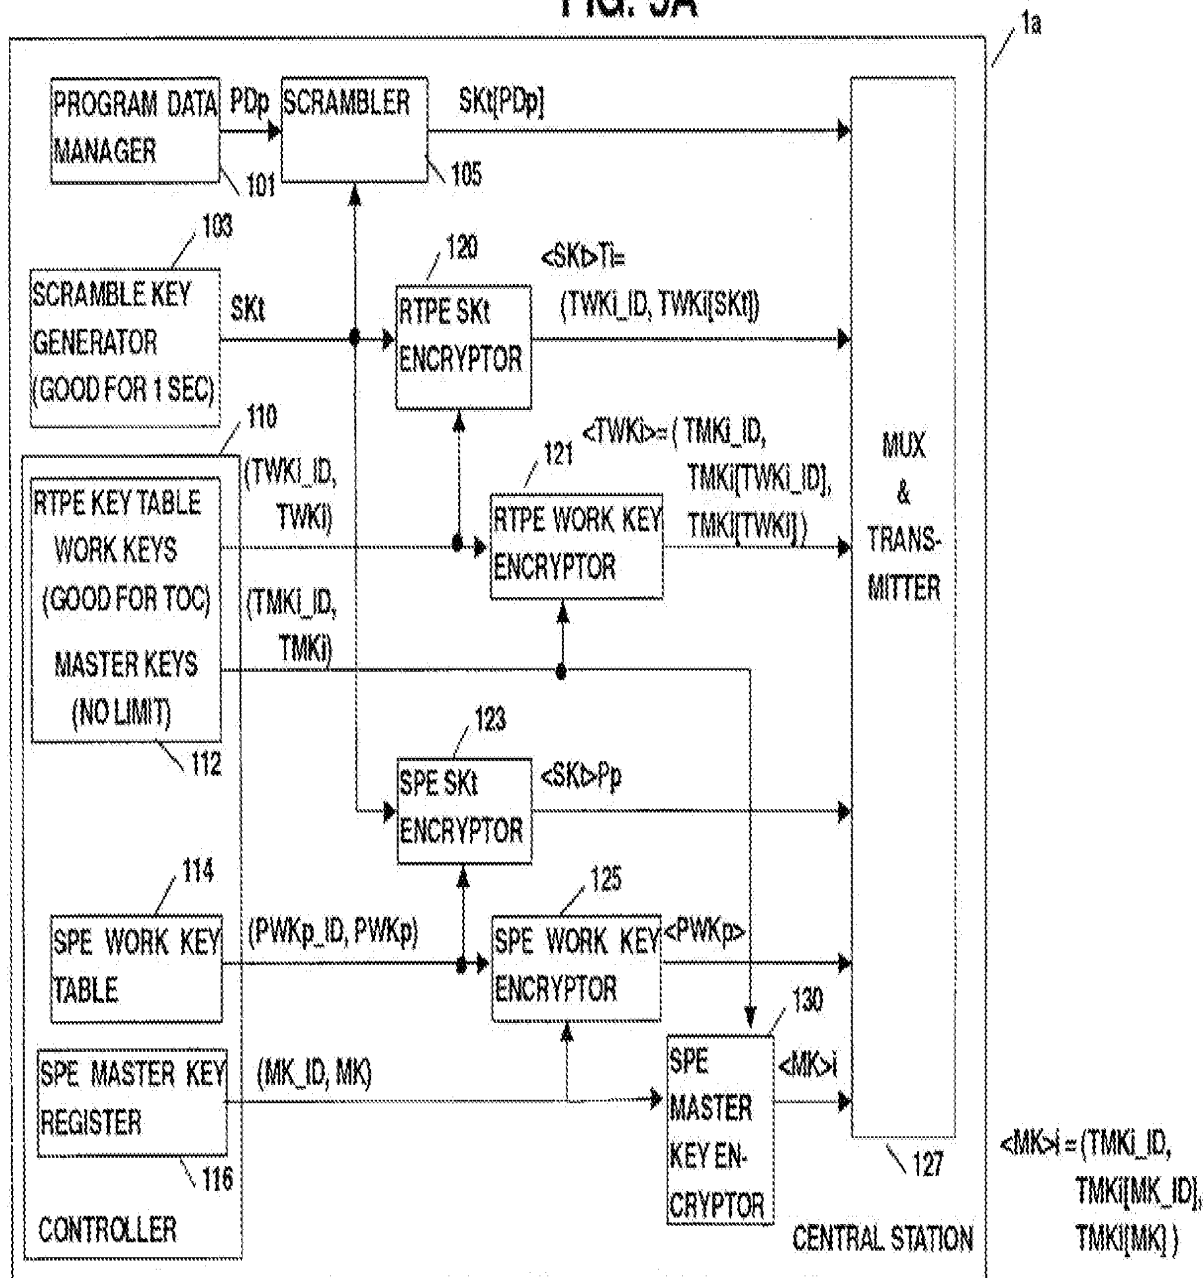 FIG. 5A
1a
PROGRAM DATA
MANAGER
PDp
SCRAMBLER
SKt[PDp]
101
105
103
SCRAMBLE KEY
GENERATOR
(GOOD FOR 1 SEC)
SKt
120
RTPE SKt
ENCRYPTOR
<SKt>Ti=
(TWKi_ID, TWKi[SKt])
110
(TWKi_ID,
TWKi)
121
<TWKi>=( TMKi_ID,
TMKi[TWKi_ID],
TMKi[TWKi] )
RTPE KEY TABLE
WORK KEYS
(GOOD FOR TOC)
MASTER KEYS
(NO LIMIT)
RTPE WORK KEY
ENCRYPTOR
MUX
&
TRANS-
MITTER
(TMKi_ID,
TMKi)
112
123
SPE SKt
ENCRYPTOR
<SKt>Pp
114
SPE WORK KEY
TABLE
(PWKp_ID, PWKp)
125
SPE WORK KEY
ENCRYPTOR
<PWKp>
130
SPE MASTER KEY
REGISTER
(MK_ID, MK)
SPE
MASTER
KEY EN-
CRYPTOR
<MK>i
116
127
<MK>i = (TMKi_ID,
TMKi[MK_ID],
TMKi[MK] )
CONTROLLER
CENTRAL STATION